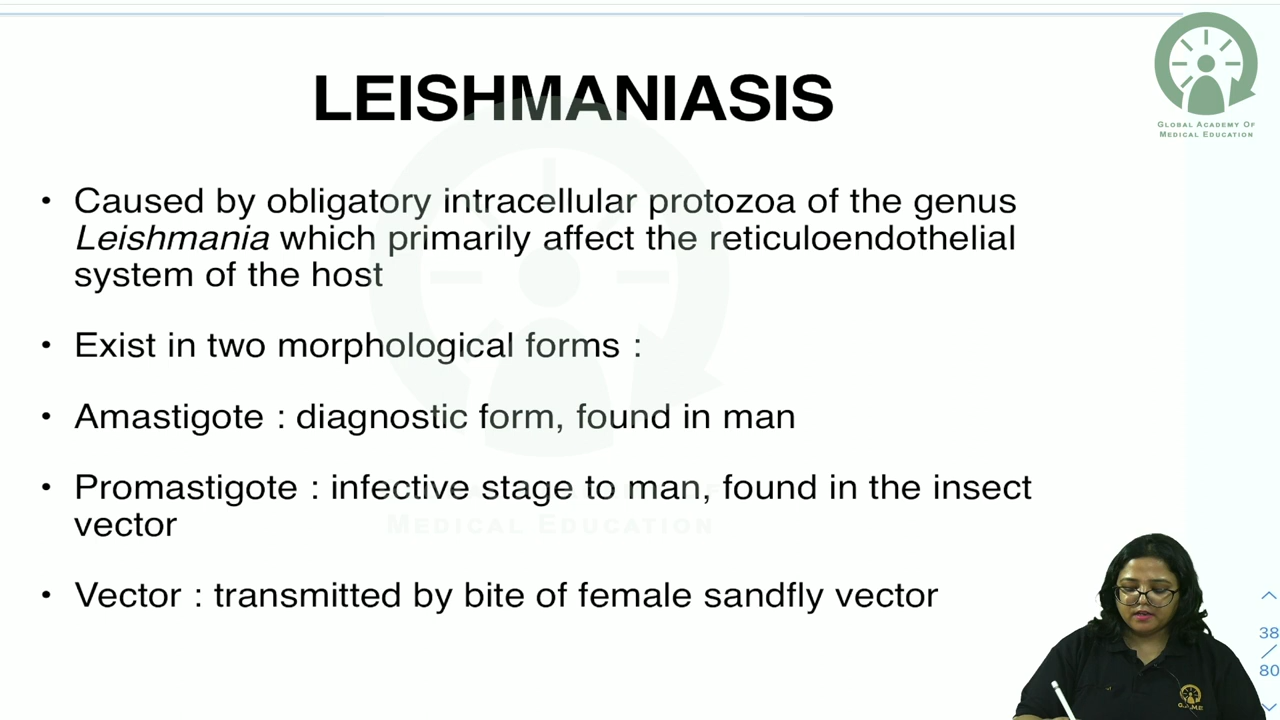 LEISHMANIASIS
GLOBAL ACADEMY OF
MEDICAL EDUCATION
• Caused by obligatory intracellular protozoa of the genus
Leishmania which primarily affect the reticuloendothelial
system of the host
• Exist in two morphological forms :
• Amastigote : diagnostic form, found in man
• Promastigote : infective stage to man, found in the insect
vector
MEDICAL EDUCATION
• Vector : transmitted by bite of female sandfly vector
38
/
80
G.A.M.E